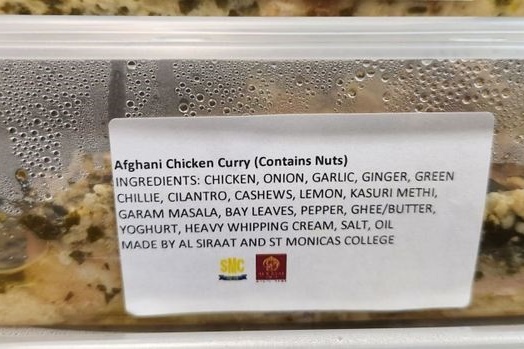 Afghani Chicken Curry (Contains Nuts)
INGREDIENTS: CHICKEN, ONION, GARLIC, GINGER, GREEN
CHILLIE, CILANTRO, CASHEWS, LEMON, KASURI METHI,
GARAM MASALA, BAY LEAVES, PEPPER, GHEE/BUTTER,
YOGHURT, HEAVY WHIPPING CREAM, SALT, OIL
MADE BY AL SIRAAT AND ST MONICAS COLLEGE
SMC